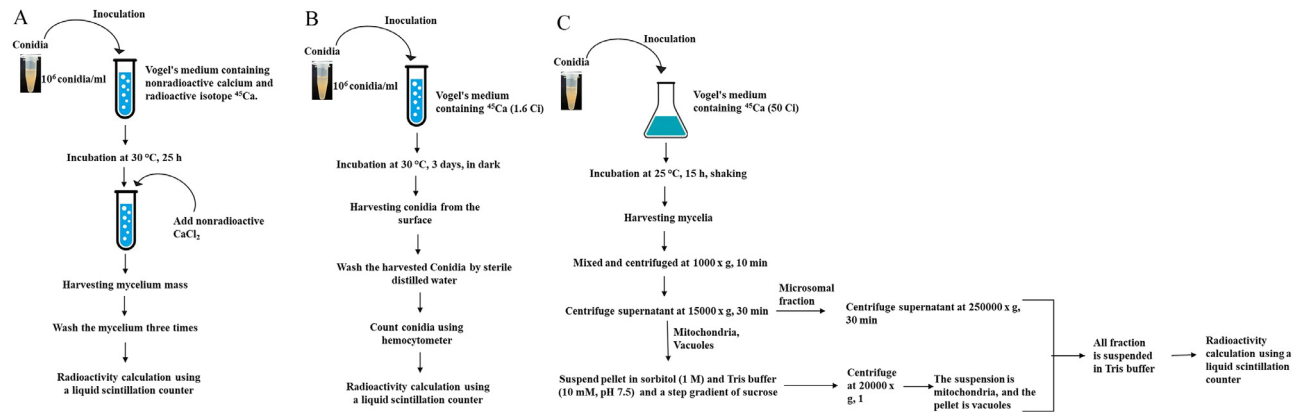 A
Inoculation
Conidia
10⁶ conidia/ml
Vogel's medium containing
nonradioactive calcium and
radioactive isotope ⁴⁵Ca.
Incubation at 30 °C, 25 h
Add nonradioactive
CaCl₂
Harvesting mycelium mass
Wash the mycelium three times
Radioactivity calculation using
a liquid scintillation counter
B
Inoculation
Conidia
10⁶ conidia/ml
Vogel's medium
containing ⁴⁵Ca (1.6 Ci)
Incubation at 30 °C, 3 days, in dark
Harvesting conidia from the
surface
Wash the harvested Conidia by sterile
distilled water
Count conidia using
hemocytometer
Radioactivity calculation using
a liquid scintillation counter
C
Inoculation
Conidia
Vogel's medium
containing ⁴⁵Ca (50 Ci)
Incubation at 25 °C, 15 h, shaking
Harvesting mycelia
Mixed and centrifuged at 1000 x g, 10 min
Centrifuge supernatant at 15000 x g, 30 min
Microsomal
fraction
Centrifuge supernatant at 250000 x g,
30 min
Mitochondria,
Vacuoles
Suspend pellet in sorbitol (1 M) and Tris buffer
(10 mM, pH 7.5) and a step gradient of sucrose
Centrifuge
at 20000 x
g, 1
The suspension is
mitochondria, and the
pellet is vacuoles
All fraction
is suspended
in Tris buffer
Radioactivity
calculation using a
liquid scintillation
counter